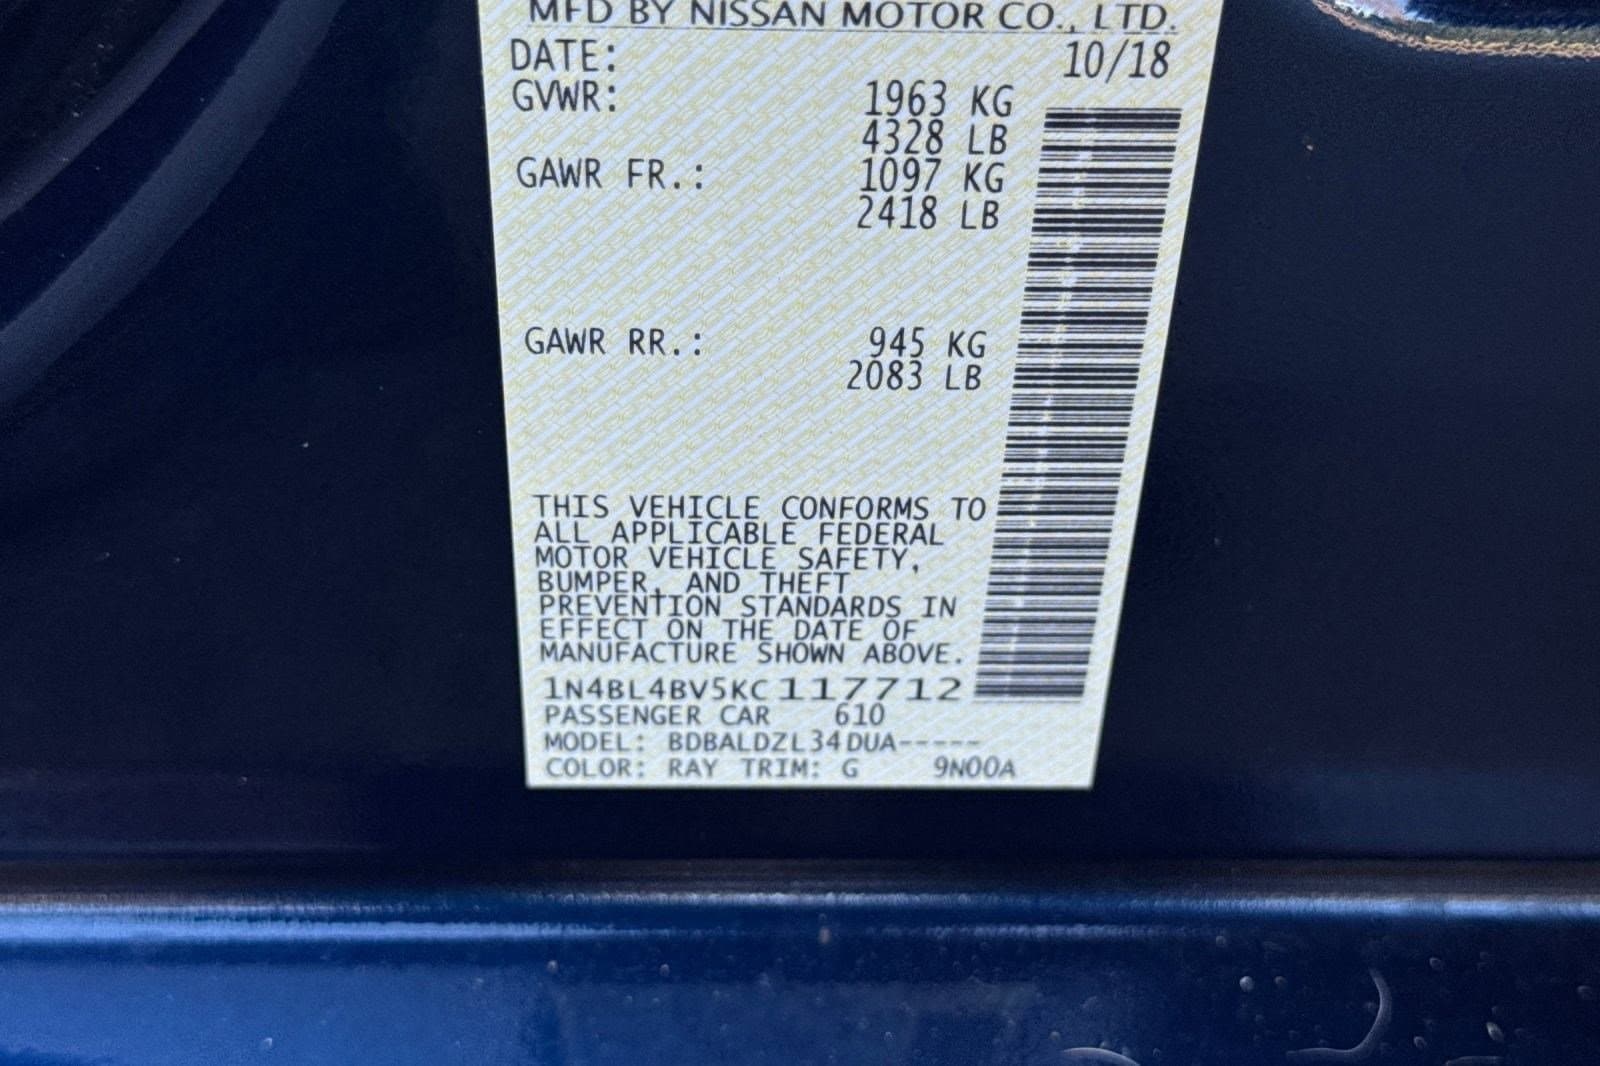 MFD BY NISSAN MOTOR CO., LTD.
DATE: 10/18
GVWR: 1963 KG
4328 LB
GAWR FR.: 1097 KG
2418 LB
GAWR RR.: 945 KG
2083 LB
THIS VEHICLE CONFORMS TO
ALL APPLICABLE FEDERAL
MOTOR VEHICLE SAFETY,
BUMPER, AND THEFT
PREVENTION STANDARDS IN
EFFECT ON THE DATE OF
MANUFACTURE SHOWN ABOVE.
1N4BL4BV5KC117712
PASSENGER CAR 610
MODEL: BDBALDZL34DUA-----
COLOR: RAY TRIM: G 9N00A